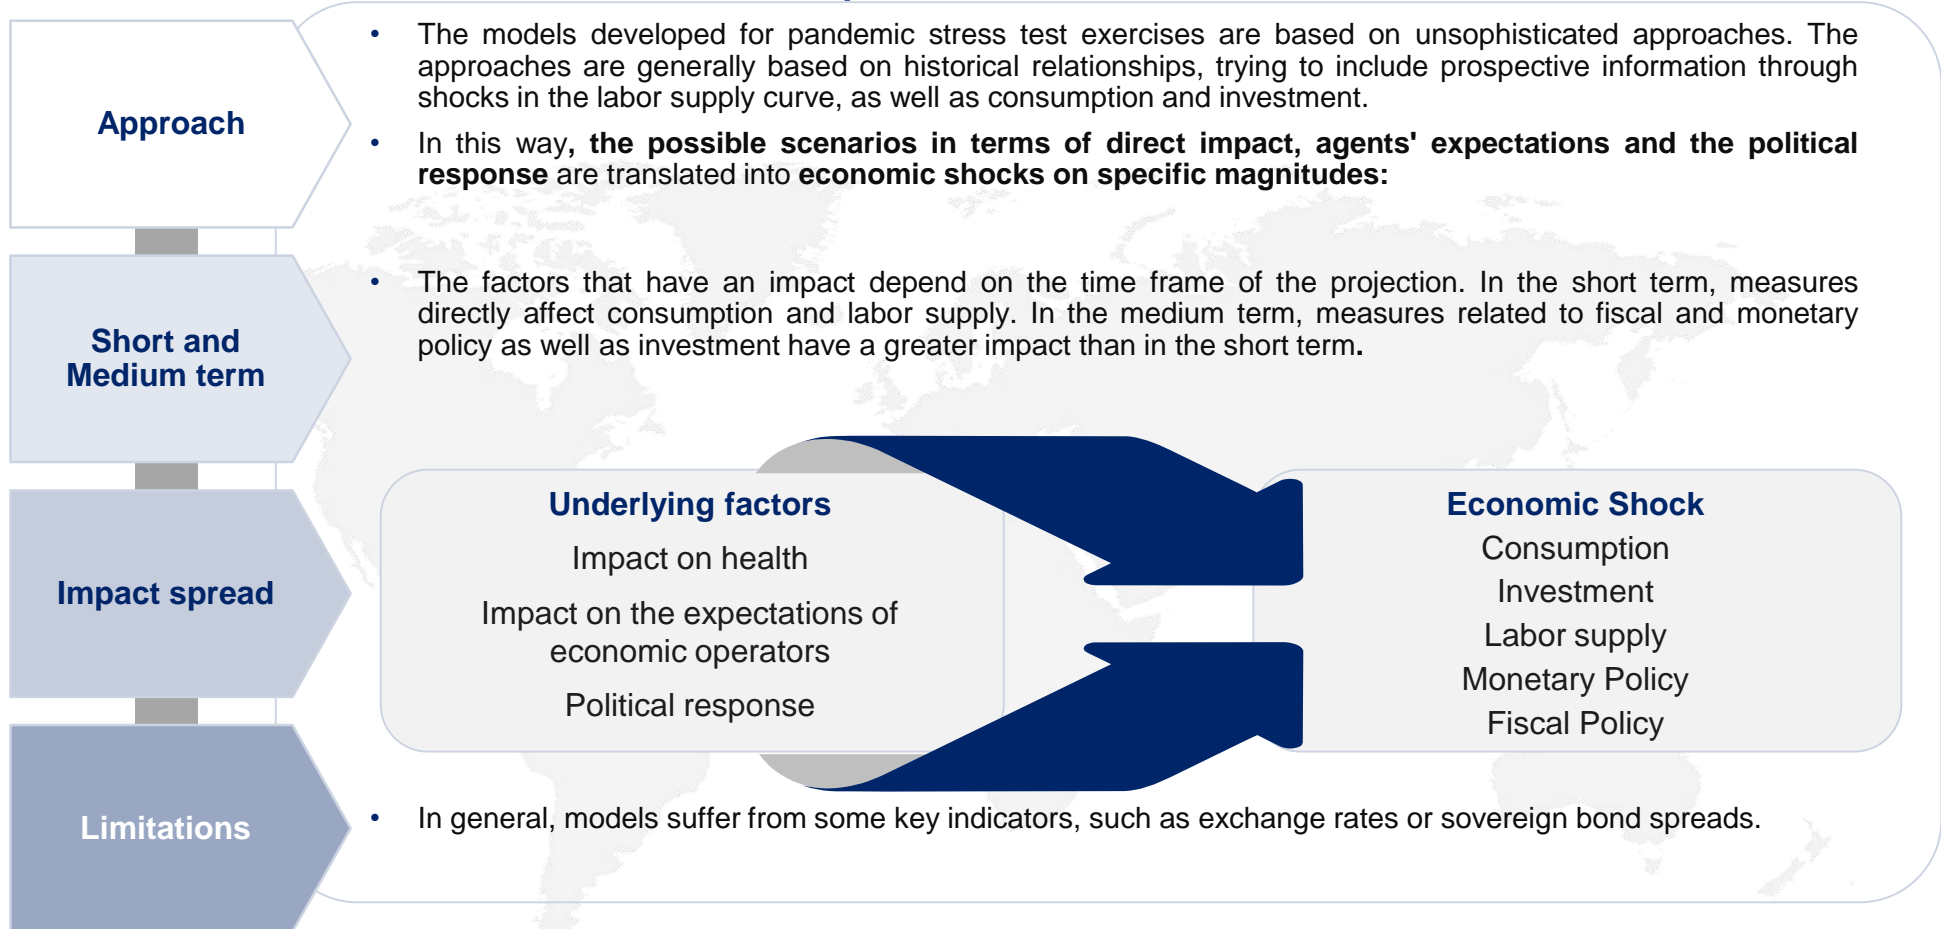 Approach
• The models developed for pandemic stress test exercises are based on unsophisticated approaches. The
approaches are generally based on historical relationships, trying to include prospective information through
shocks in the labor supply curve, as well as consumption and investment.
• In this way, the possible scenarios in terms of direct impact, agents' expectations and the political
response are translated into economic shocks on specific magnitudes:
Short and
Medium term
• The factors that have an impact depend on the time frame of the projection. In the short term, measures
directly affect consumption and labor supply. In the medium term, measures related to fiscal and monetary
policy as well as investment have a greater impact than in the short term.
Impact spread
Underlying factors
Impact on health
Impact on the expectations of
economic operators
Political response
Economic Shock
Consumption
Investment
Labor supply
Monetary Policy
Fiscal Policy
Limitations
• In general, models suffer from some key indicators, such as exchange rates or sovereign bond spreads.